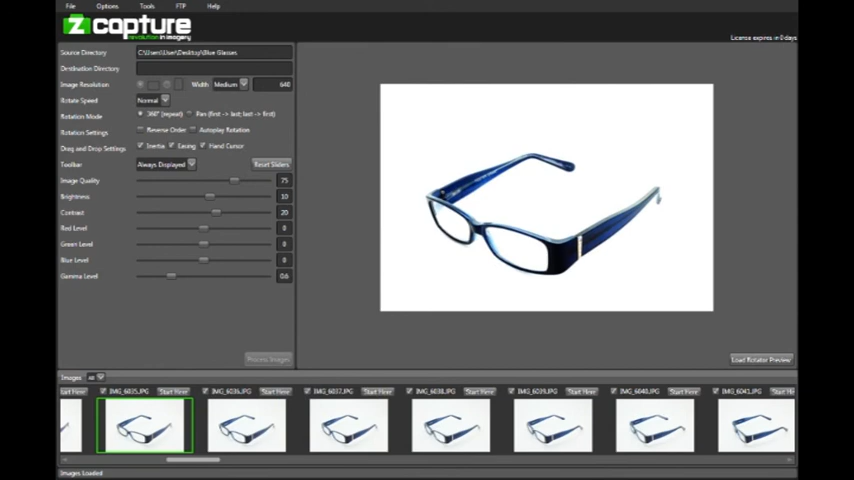 File Options Tools FTP Help
z capture
revolution in imagery
License expires in 0 days
Source Directory C:\Users\User\Desktop\Blue Glasses
Destination Directory
Image Resolution Width Medium 640
Rotate Speed Normal
Rotation Mode 360° (repeat) Pan (first -> last; last -> first)
Rotation Settings Reverse Order Autoplay Rotation
Drag and Drop Settings Inertia Easing Hand Cursor
Toolbar Always Displayed Reset Sliders
Image Quality 75
Brightness 10
Contrast 20
Red Level 0
Green Level 0
Blue Level 0
Gamma Level 0.6
Process Images
Load Rotator Preview
Images All
Start Here IMG_6035.JPG Start Here IMG_6036.JPG Start Here IMG_6037.JPG Start Here IMG_6038.JPG Start Here IMG_6039.JPG Start Here IMG_6040.JPG Start Here IMG_6041.JPG Start He
Images Loaded